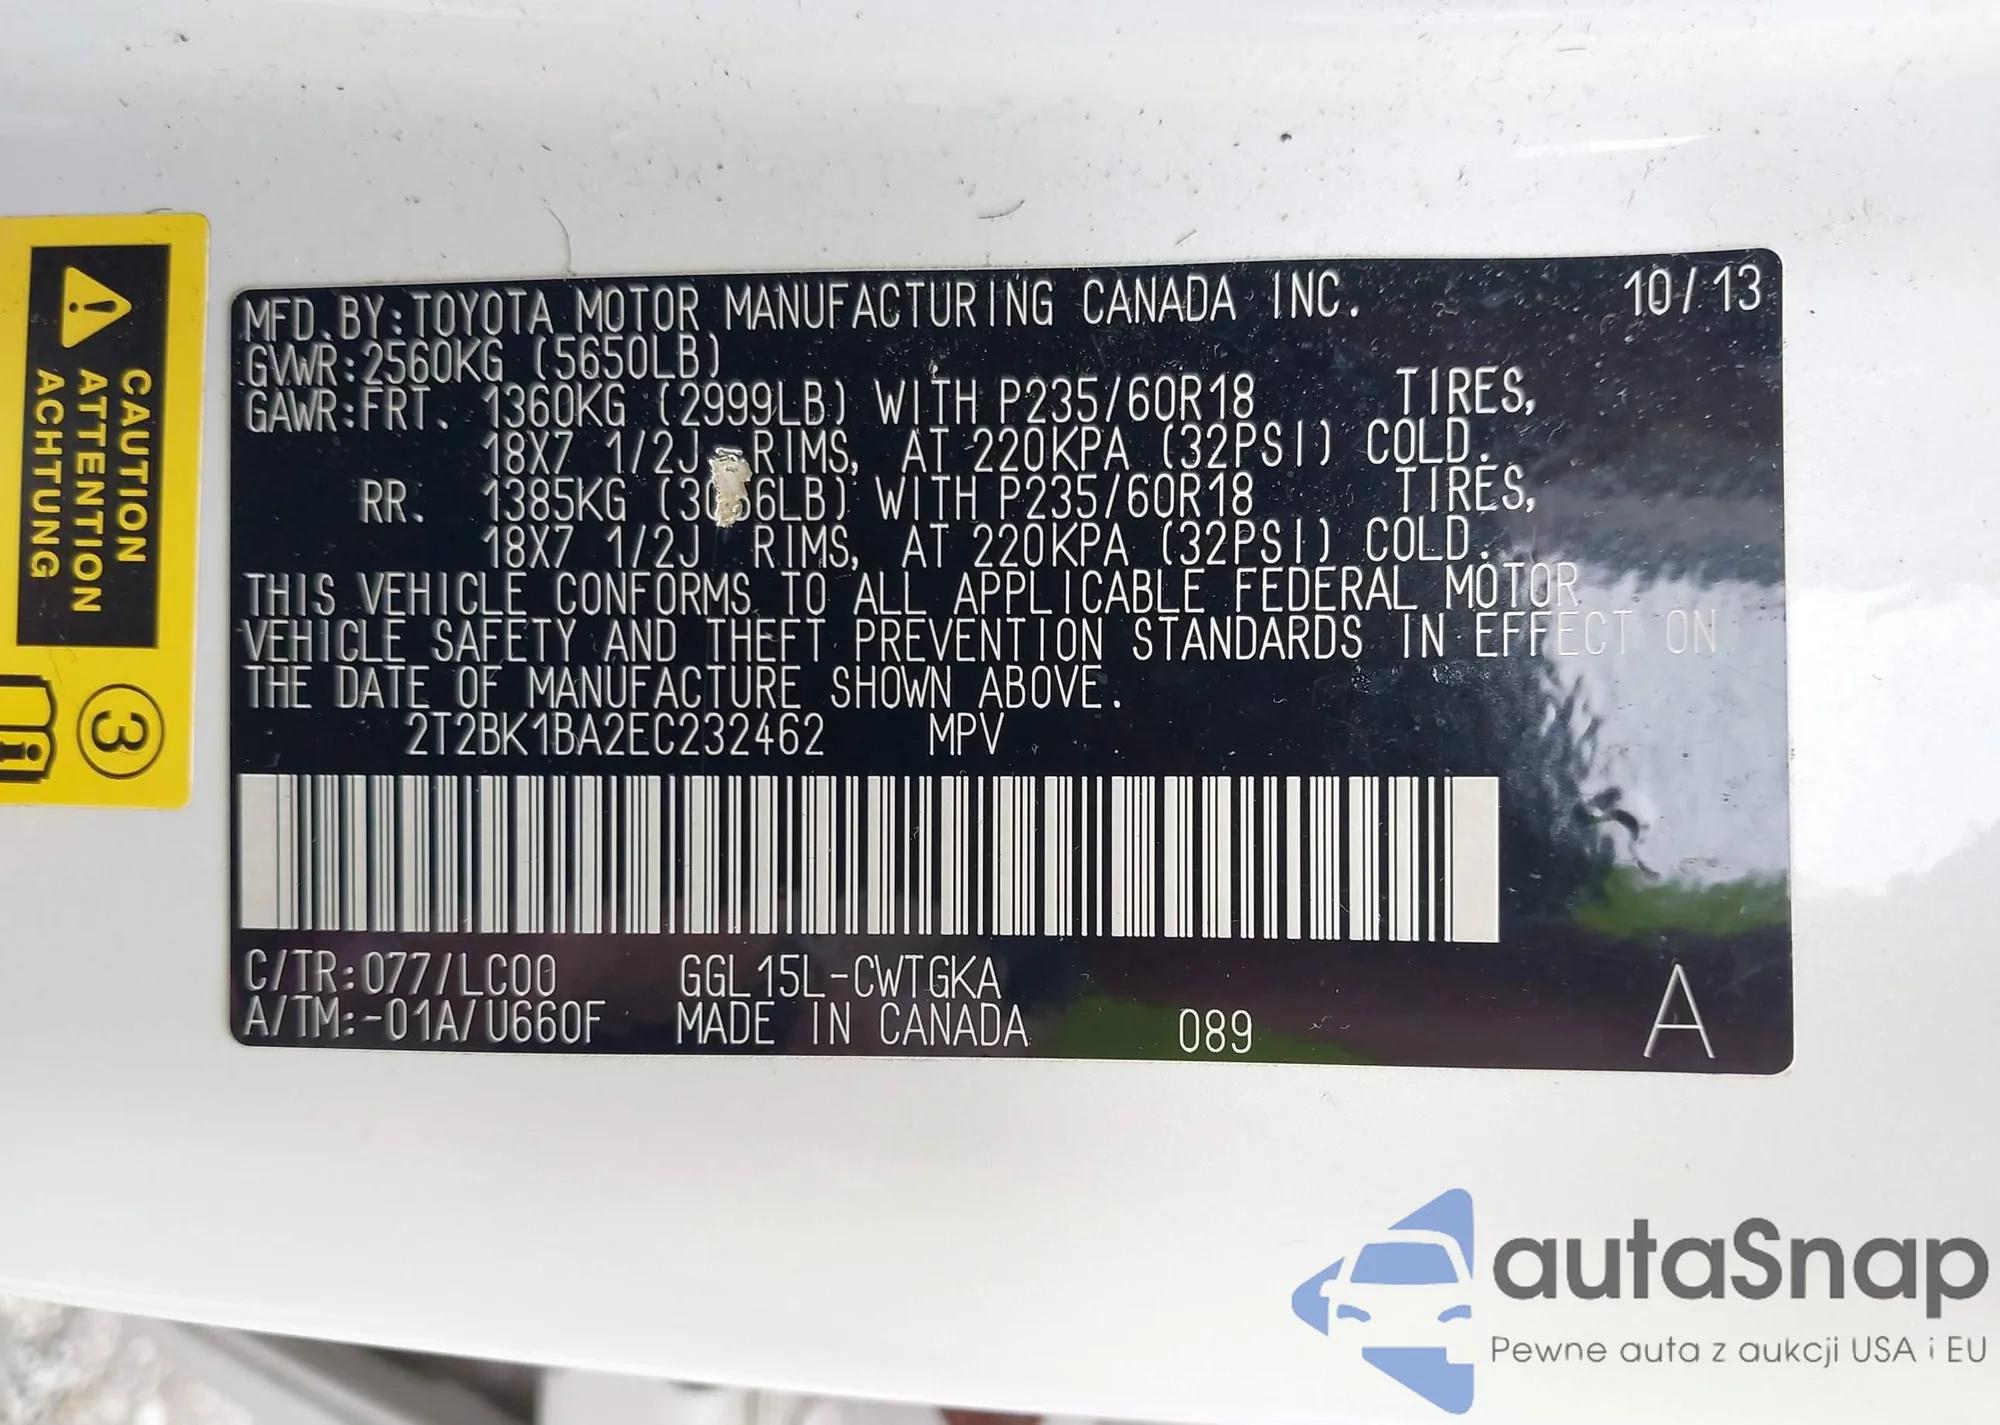 CAUTION
ATTENTION
ACHTUNG
3
i
MFD.BY:TOYOTA MOTOR MANUFACTURING CANADA INC. 10/13
GVWR:2560KG (5650LB)
GAWR:FRT. 1360KG (2999LB) WITH P235/60R18 TIRES,
18X7 1/2J RIMS, AT 220KPA (32PSI) COLD.
RR. 1385KG WITH P235/60R18 TIRES,
18X7 1/2J RIMS, AT 220KPA (32PSI) COLD.
THIS VEHICLE CONFORMS TO ALL APPLICABLE FEDERAL MOTOR
VEHICLE SAFETY AND THEFT PREVENTION STANDARDS IN EFFECT ON
THE DATE OF MANUFACTURE SHOWN ABOVE.
2T2BK1BA2EC232462 MPV
C/TR:077/LC00 GGL15L-CWTGKA
A/TM:-01A/U660F MADE IN CANADA 089 A
autaSnap
Pewne auta z aukcji USA i EU